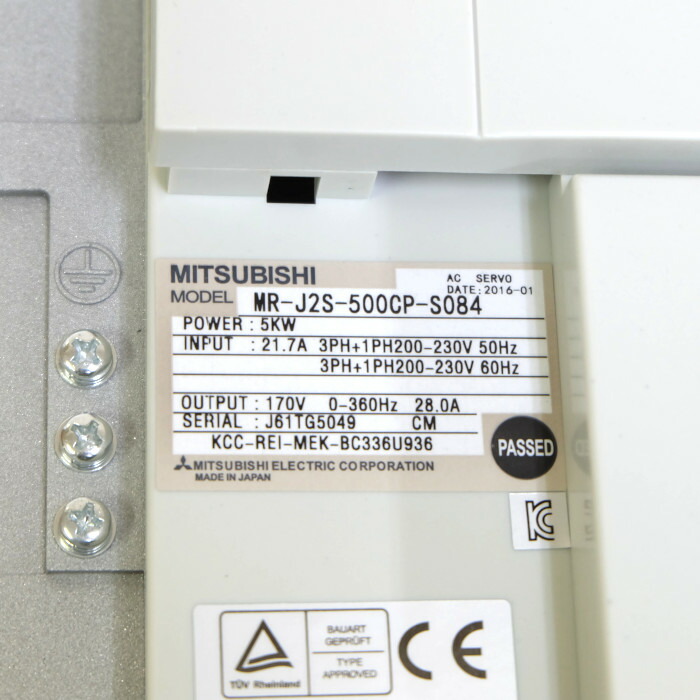 MITSUBISHI
AC SERVO
DATE:2016-01
MODEL MR-J2S-500CP-S084
POWER : 5KW
INPUT : 21.7A 3PH+1PH200-230V 50Hz
3PH+1PH200-230V 60Hz
OUTPUT : 170V 0-360Hz 28.0A
SERIAL : J61TG5049 CM
KCC-REI-MEK-BC336U936
PASSED
MITSUBISHI ELECTRIC CORPORATION
MADE IN JAPAN
KC
TÜV Rheinland
BAUART
GEPRÜFT
TYPE
APPROVED
CE